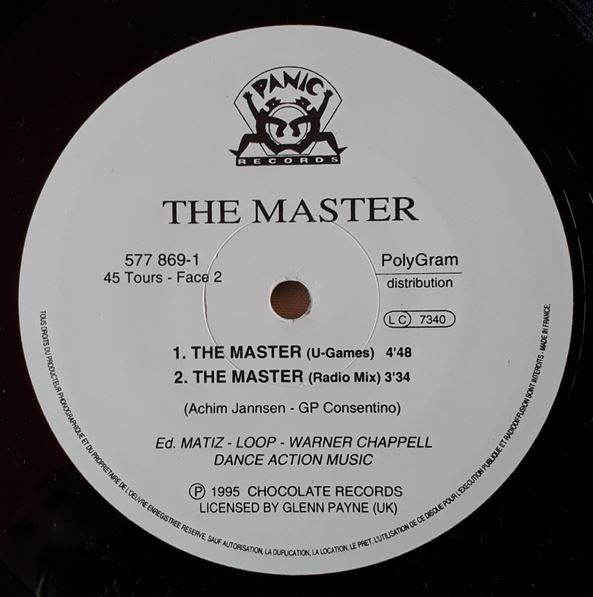 PANIC
RECORDS
THE MASTER
577 869-1
45 Tours - Face 2
PolyGram
distribution
LC 7340
1. THE MASTER (U-Games) 4'48
2. THE MASTER (Radio Mix) 3'34
(Achim Jannsen - GP Consentino)
Ed. MATIZ - LOOP - WARNER CHAPPELL
DANCE ACTION MUSIC
Ⓟ 1995 CHOCOLATE RECORDS
LICENSED BY GLENN PAYNE (UK)
TOUS DROITS DU PRODUCTEUR PHONOGRAPHIQUE ET DU PROPRIETAIRE DE L'OEUVRE ENREGISTREE RESERVE. SAUF AUTORISATION, LA DUPLICATION, LA LOCATION, LE PRET, L'UTILISATION DE CE DISQUE POUR L'EXECUTION PUBLIQUE ET RADIODIFFUSION SONT INTERDITS - MADE IN FRANCE.